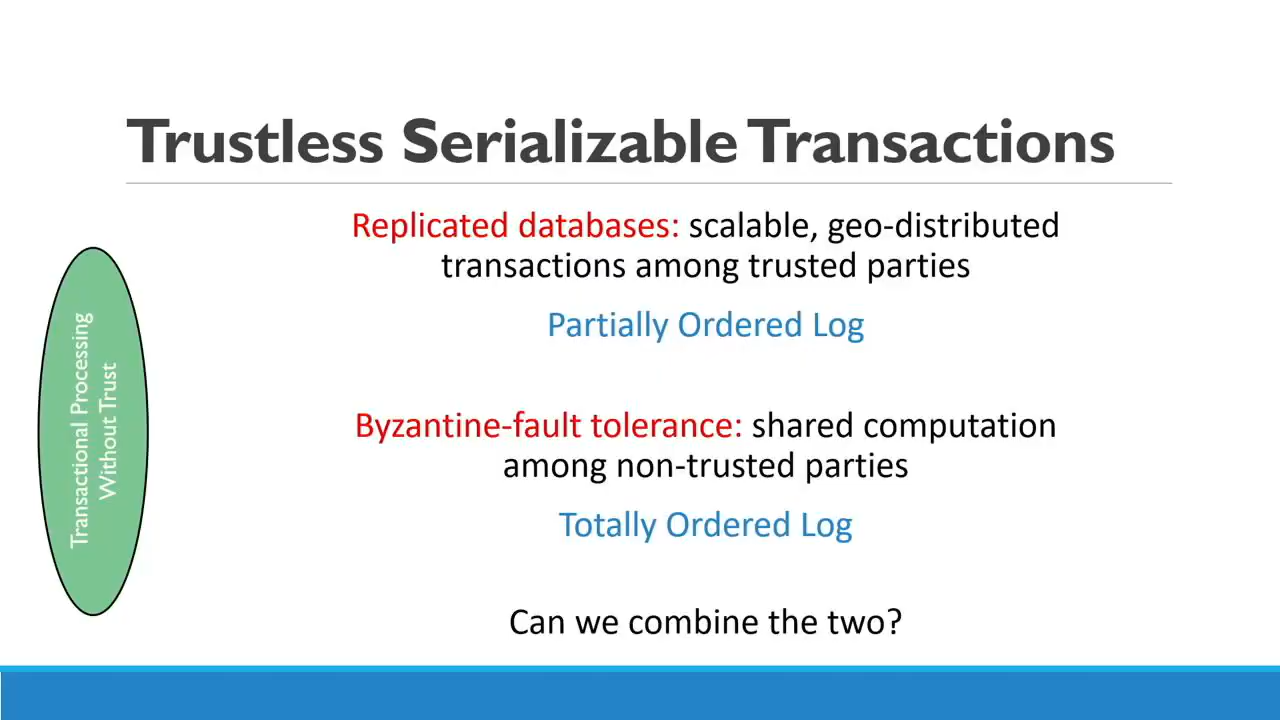 Trustless Serializable Transactions
Replicated databases: scalable, geo-distributed
transactions among trusted parties
Partially Ordered Log
Byzantine-fault tolerance: shared computation
among non-trusted parties
Totally Ordered Log
Can we combine the two?
Transactional Processing
Without Trust